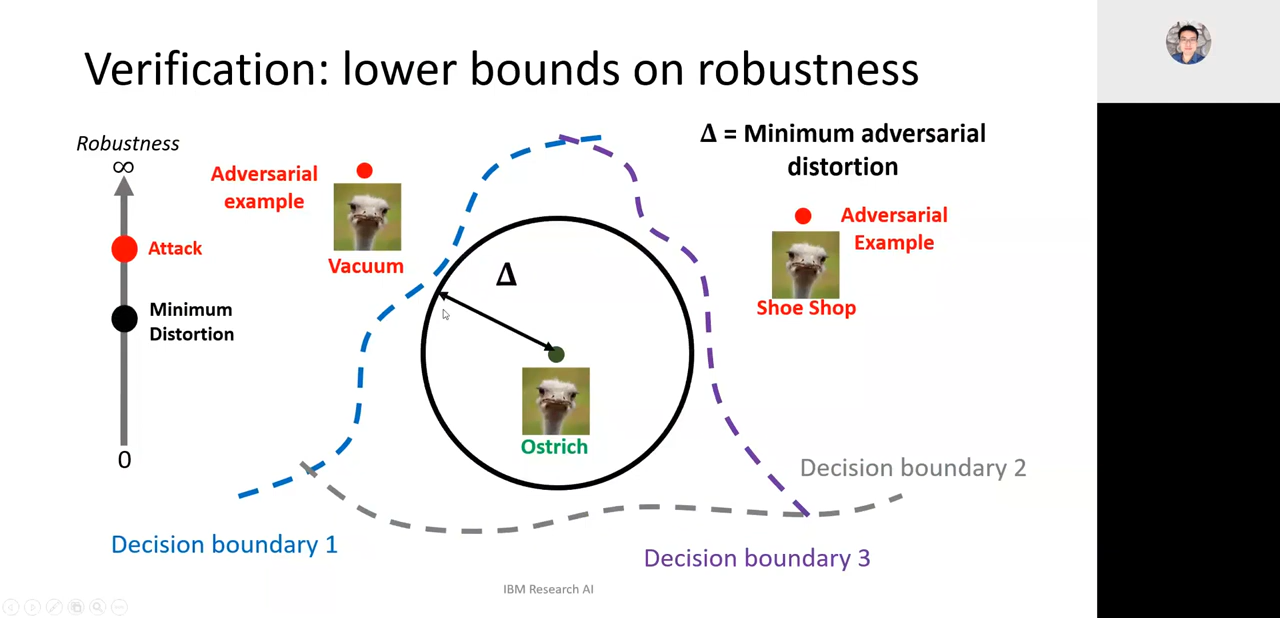 Verification: lower bounds on robustness
Robustness
∞
Attack
Minimum
Distortion
0
Adversarial
example
Vacuum
Δ
Ostrich
Δ = Minimum adversarial
distortion
Adversarial
Example
Shoe Shop
Decision boundary 2
Decision boundary 1
Decision boundary 3
IBM Research AI